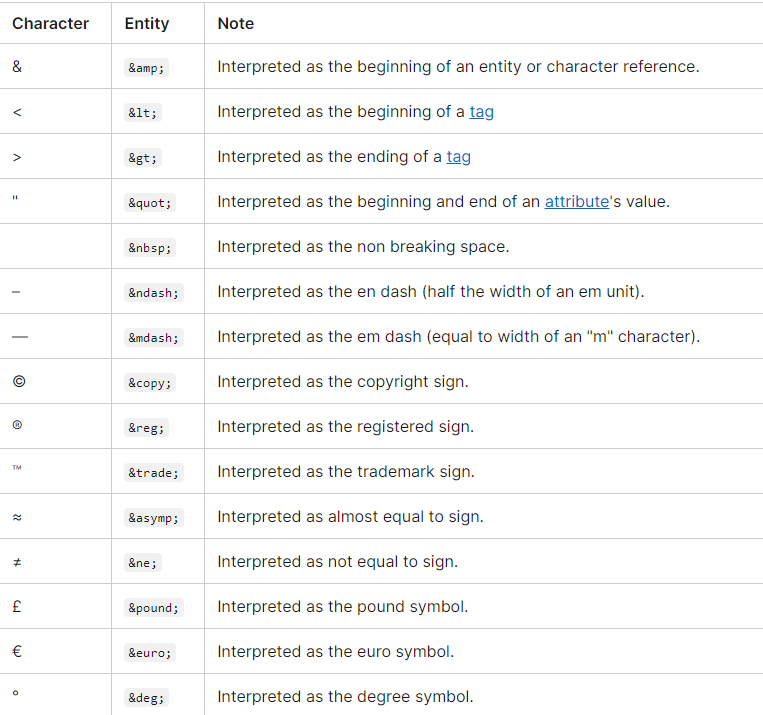 Character Entity Note
& &amp; Interpreted as the beginning of an entity or character reference.
< &lt; Interpreted as the beginning of a tag
> &gt; Interpreted as the ending of a tag
" &quot; Interpreted as the beginning and end of an attribute's value.
&nbsp; Interpreted as the non breaking space.
– &ndash; Interpreted as the en dash (half the width of an em unit).
— &mdash; Interpreted as the em dash (equal to width of an "m" character).
© &copy; Interpreted as the copyright sign.
® &reg; Interpreted as the registered sign.
™ &trade; Interpreted as the trademark sign.
≈ &asymp; Interpreted as almost equal to sign.
≠ &ne; Interpreted as not equal to sign.
£ &pound; Interpreted as the pound symbol.
€ &euro; Interpreted as the euro symbol.
° &deg; Interpreted as the degree symbol.